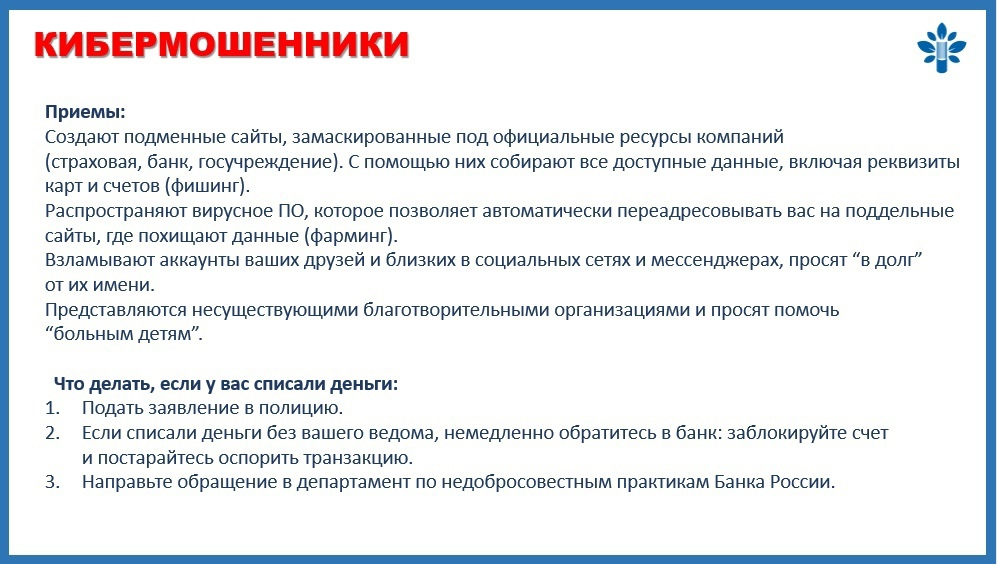 КИБЕРМОШЕННИКИ
Приемы:
Создают подменные сайты, замаскированные под официальные ресурсы компаний
(страховая, банк, госучреждение). С помощью них собирают все доступные данные, включая реквизиты
карт и счетов (фишинг).
Распространяют вирусное ПО, которое позволяет автоматически переадресовывать вас на поддельные
сайты, где похищают данные (фарминг).
Взламывают аккаунты ваших друзей и близких в социальных сетях и мессенджерах, просят “в долг”
от их имени.
Представляются несуществующими благотворительными организациями и просят помочь
“больным детям”.
Что делать, если у вас списали деньги:
1. Подать заявление в полицию.
2. Если списали деньги без вашего ведома, немедленно обратитесь в банк: заблокируйте счет
и постарайтесь оспорить транзакцию.
3. Направьте обращение в департамент по недобросовестным практикам Банка России.